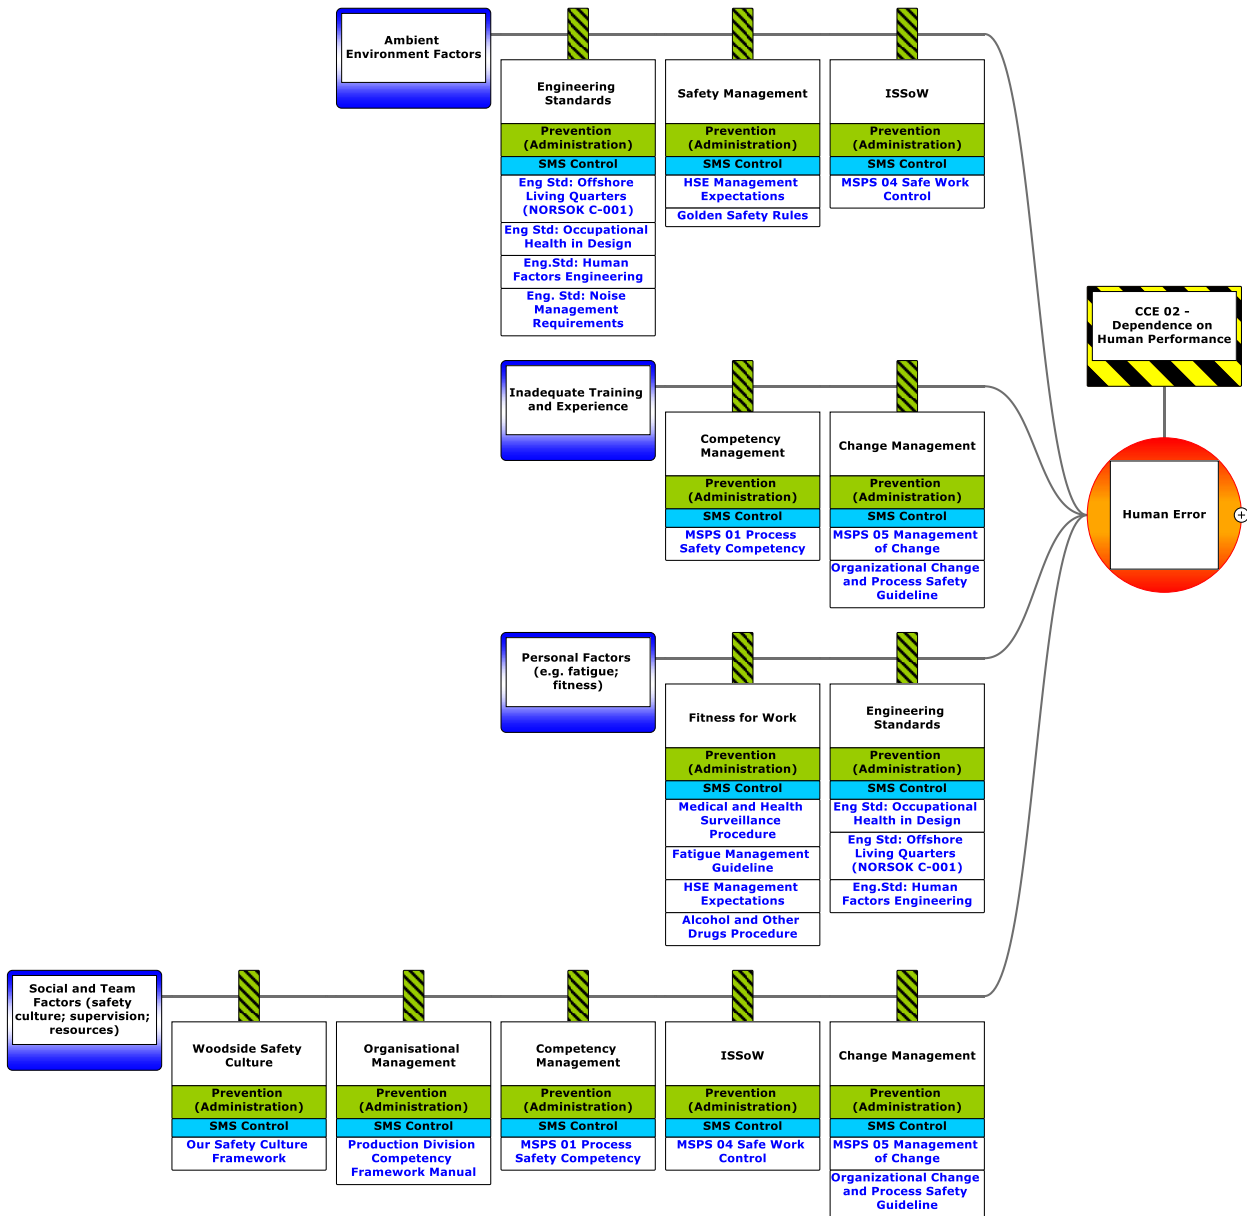 Ambient
Environment Factors
Engineering
Standards
Prevention
(Administration)
SMS Control
Eng Std: Offshore
Living Quarters
(NORSOK C-001)
Eng Std: Occupational
Health in Design
Eng.Std: Human
Factors Engineering
Eng. Std: Noise
Management
Requirements
Safety Management
Prevention
(Administration)
SMS Control
HSE Management
Expectations
Golden Safety Rules
ISSoW
Prevention
(Administration)
SMS Control
MSPS 04 Safe Work
Control
CCE 02 -
Dependence on
Human Performance
Human Error
Inadequate Training
and Experience
Competency
Management
Prevention
(Administration)
SMS Control
MSPS 01 Process
Safety Competency
Change Management
Prevention
(Administration)
SMS Control
MSPS 05 Management
of Change
Organizational Change
and Process Safety
Guideline
Personal Factors
(e.g. fatigue;
fitness)
Fitness for Work
Prevention
(Administration)
SMS Control
Medical and Health
Surveillance
Procedure
Fatigue Management
Guideline
HSE Management
Expectations
Alcohol and Other
Drugs Procedure
Engineering
Standards
Prevention
(Administration)
SMS Control
Eng Std: Occupational
Health in Design
Eng Std: Offshore
Living Quarters
(NORSOK C-001)
Eng.Std: Human
Factors Engineering
Social and Team
Factors (safety
culture; supervision;
resources)
Woodside Safety
Culture
Prevention
(Administration)
SMS Control
Our Safety Culture
Framework
Organisational
Management
Prevention
(Administration)
SMS Control
Production Division
Competency
Framework Manual
Competency
Management
Prevention
(Administration)
SMS Control
MSPS 01 Process
Safety Competency
ISSoW
Prevention
(Administration)
SMS Control
MSPS 04 Safe Work
Control
Change Management
Prevention
(Administration)
SMS Control
MSPS 05 Management
of Change
Organizational Change
and Process Safety
Guideline